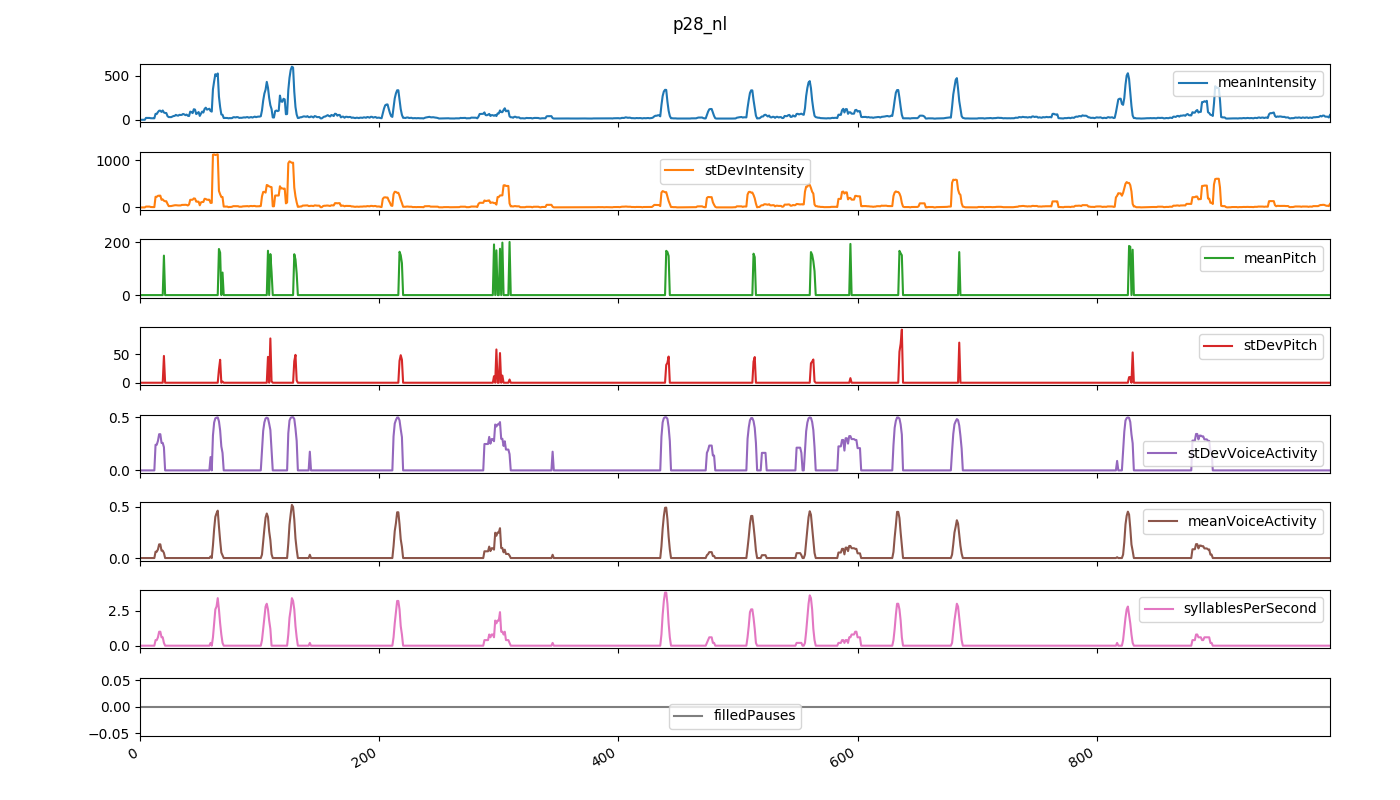 p28_nl
500
0
meanIntensity
1000
0
stDevIntensity
200
0
meanPitch
50
0
stDevPitch
0.5
0.0
stDevVoiceActivity
0.5
0.0
meanVoiceActivity
2.5
0.0
syllablesPerSecond
0.05
0.00
−0.05
filledPauses
0 200 400 600 800